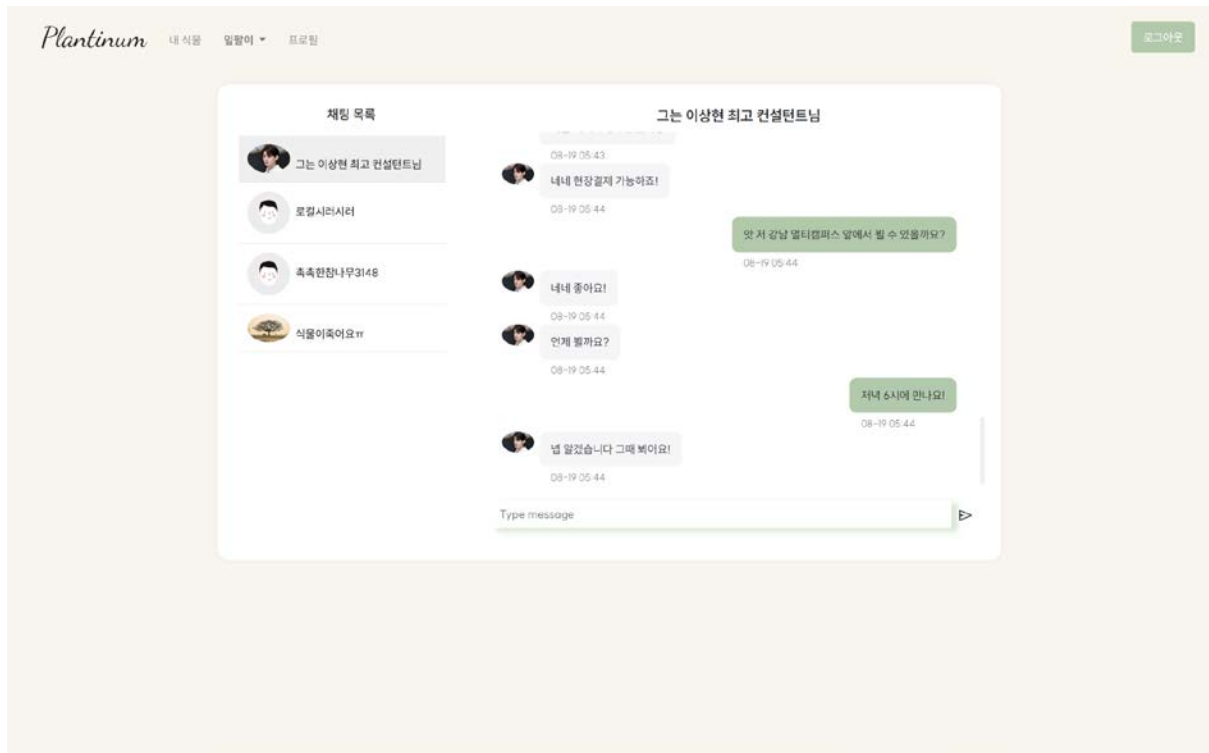 Plantinum
내 식물
잎팔이
프로필
로그아웃
채팅 목록
그는 이상현 최고 컨설턴트님
로컬시러시러
촉촉한참나무3148
식물이죽어요ㅠ
그는 이상현 최고 컨설턴트님
08-19 05:43
네네 현장결제 가능하죠!
08-19 05:44
앗 저 강남 멀티캠퍼스 앞에서 뵐 수 있을까요?
08-19 05:44
네네 좋아요!
08-19 05:44
언제 뵐까요?
08-19 05:44
저녁 6시에 만나요!
08-19 05:44
넵 알겠습니다 그때 뵈어요!
08-19 05:44
Type message